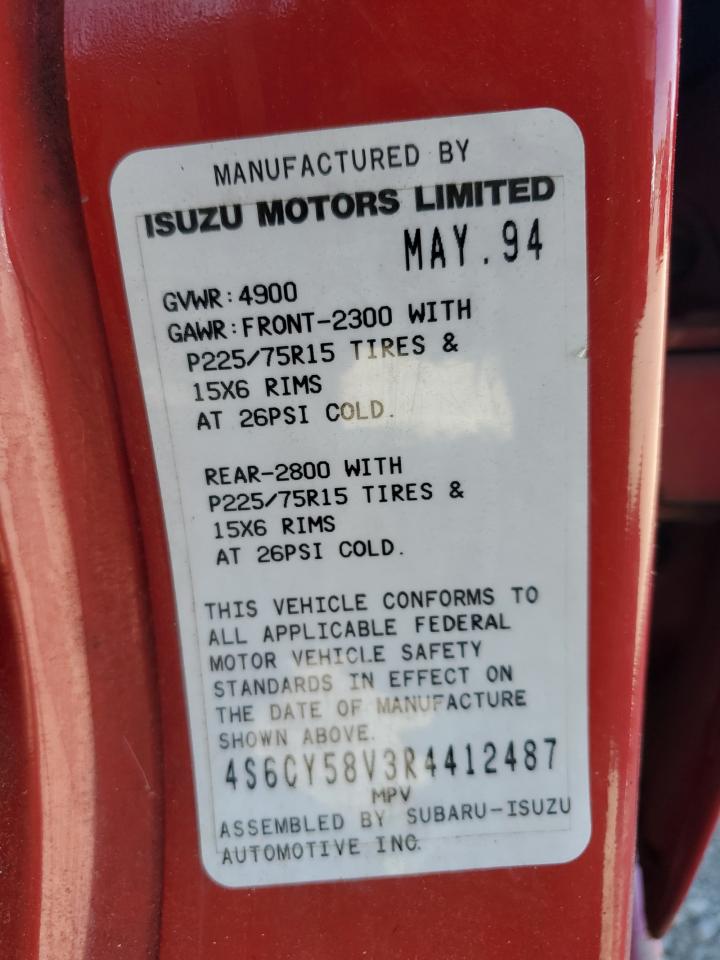 MANUFACTURED BY
ISUZU MOTORS LIMITED
MAY.94
GVWR:4900
GAWR:FRONT-2300 WITH
P225/75R15 TIRES &
15X6 RIMS
AT 26PSI COLD.
REAR-2800 WITH
P225/75R15 TIRES &
15X6 RIMS
AT 26PSI COLD.
THIS VEHICLE CONFORMS TO
ALL APPLICABLE FEDERAL
MOTOR VEHICLE SAFETY
STANDARDS IN EFFECT ON
THE DATE OF MANUFACTURE
SHOWN ABOVE.
4S6CY58V3R4412487
MPV
ASSEMBLED BY SUBARU-ISUZU
AUTOMOTIVE INC.